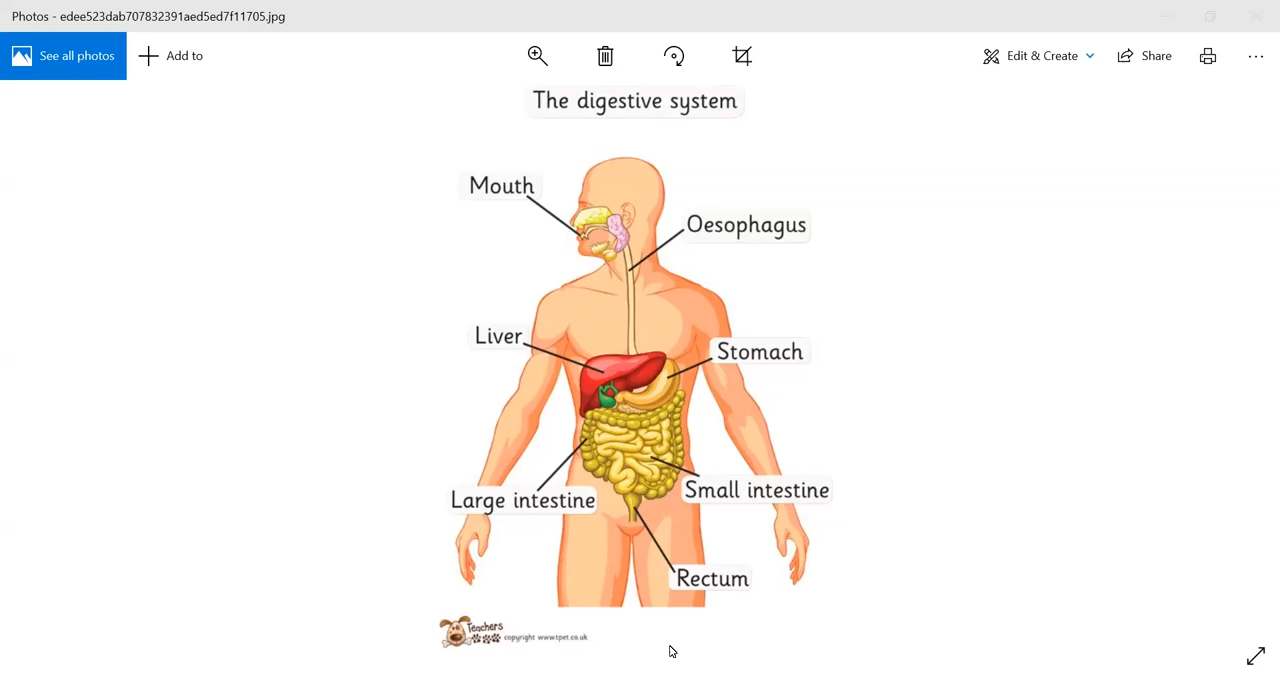 Photos - edee523dab707832391aed5ed7f11705.jpg
See all photos
Add to
Edit & Create
Share
The digestive system
Mouth
Oesophagus
Liver
Stomach
Large intestine
Small intestine
Rectum
Teachers
copyright www.tpet.co.uk